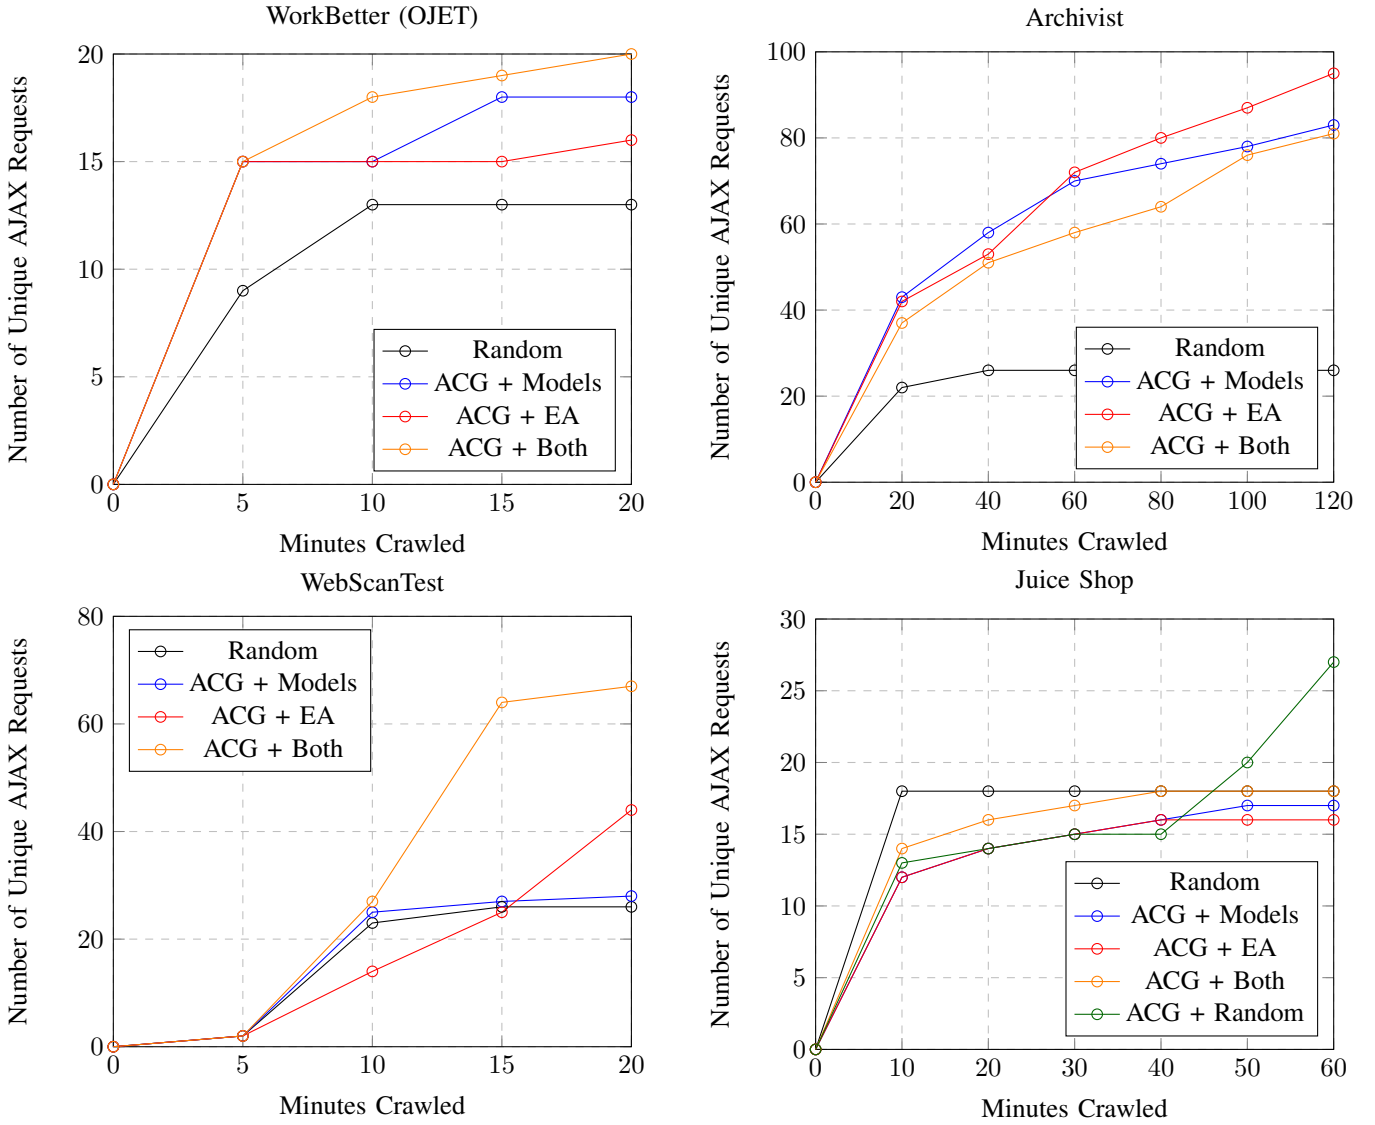 WorkBetter (OJET)
Number of Unique AJAX Requests
20
15
10
5
0
Random
ACG + Models
ACG + EA
ACG + Both
0 5 10 15 20
Minutes Crawled
Archivist
Number of Unique AJAX Requests
100
80
60
40
20
0
Random
ACG + Models
ACG + EA
ACG + Both
0 20 40 60 80 100 120
Minutes Crawled
WebScanTest
Number of Unique AJAX Requests
80
60
40
20
0
Random
ACG + Models
ACG + EA
ACG + Both
0 5 10 15 20
Minutes Crawled
Juice Shop
Number of Unique AJAX Requests
30
25
20
15
10
5
0
Random
ACG + Models
ACG + EA
ACG + Both
ACG + Random
0 10 20 30 40 50 60
Minutes Crawled